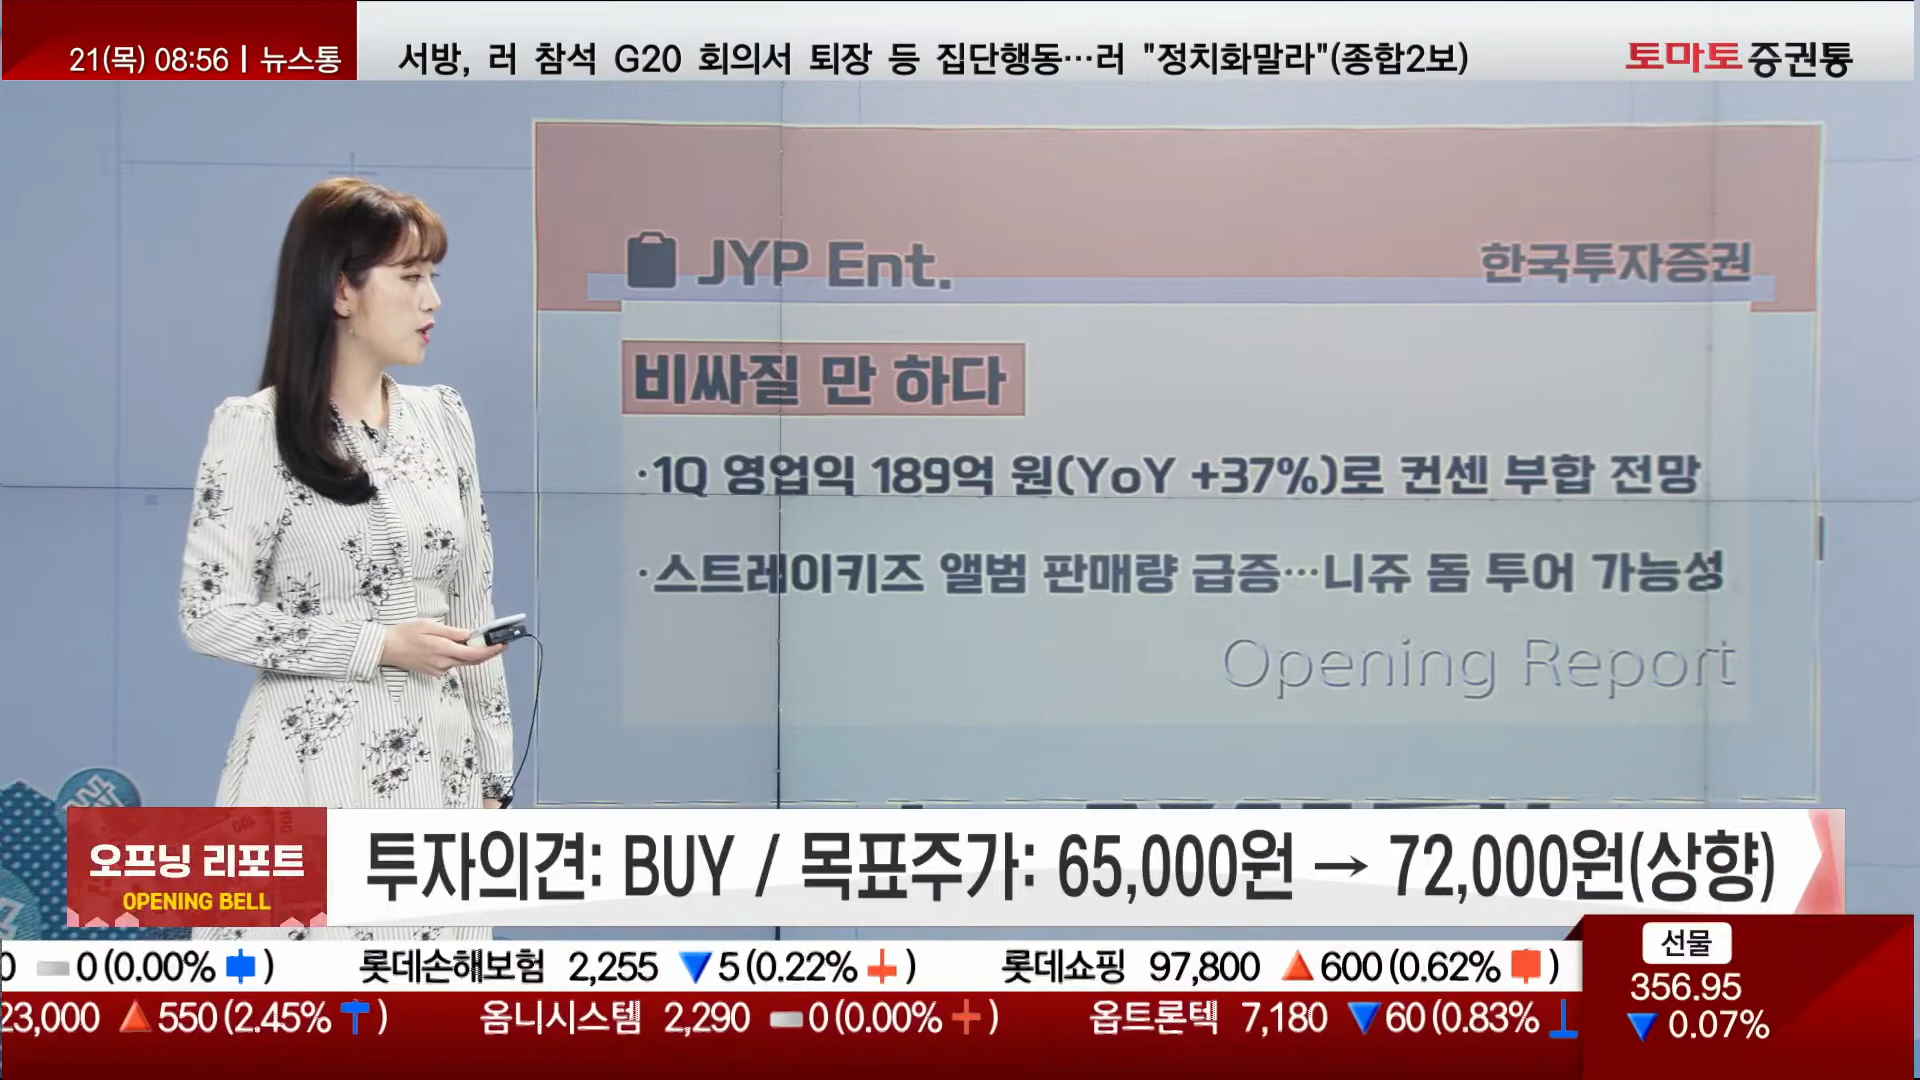 21(목) 08:56 | 뉴스통
서방, 러 참석 G20 회의서 퇴장 등 집단행동…러 "정치화말라"(종합2보)
토마토증권통
JYP Ent.
한국투자증권
비싸질 만 하다
·1Q 영업익 189억 원(YoY +37%)로 컨센 부합 전망
·스트레이키즈 앨범 판매량 급증…니쥬 돔 투어 가능성
Opening Report
오프닝 리포트
OPENING BELL
투자의견: BUY / 목표주가: 65,000원 → 72,000원(상향)
0 0(0.00% ) 롯데손해보험 2,255 ▼5(0.22% ) 롯데쇼핑 97,800 ▲600(0.62% )
23,000 ▲550(2.45% ) 옴니시스템 2,290 0(0.00% ) 옵트론텍 7,180 ▼60(0.83%
선물
356.95
▼0.07%